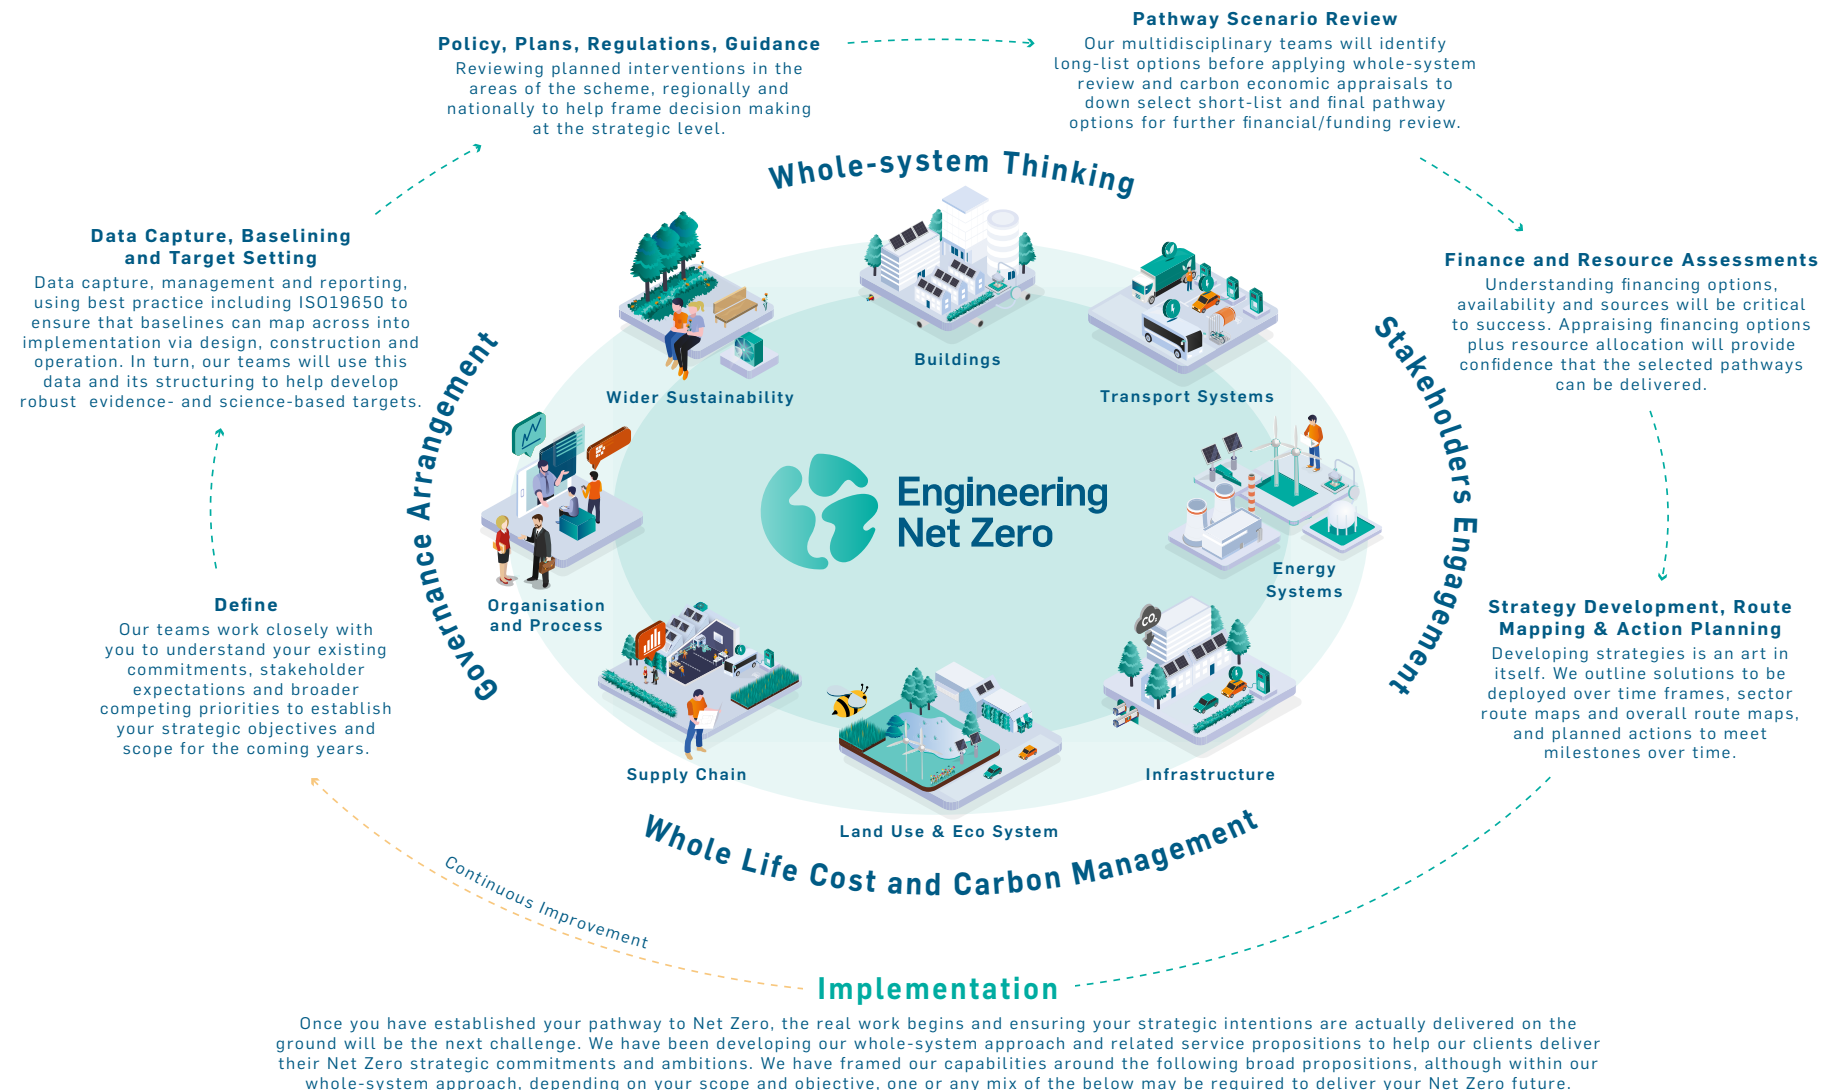 Pathway Scenario Review
Our multidisciplinary teams will identify
long-list options before applying whole-system
review and carbon economic appraisals to
down select short-list and final pathway
options for further financial/funding review.
Policy, Plans, Regulations, Guidance
Reviewing planned interventions in the
areas of the scheme, regionally and
nationally to help frame decision making
at the strategic level.
Whole-system Thinking
Data Capture, Baselining
and Target Setting
Data capture, management and reporting,
using best practice including ISO19650 to
ensure that baselines can map across into
implementation via design, construction and
operation. In turn, our teams will use this
data and its structuring to help develop
robust evidence- and science-based targets.
Finance and Resource Assessments
Understanding financing options,
availability and sources will be critical
to success. Appraising financing options
plus resource allocation will provide
confidence that the selected pathways
can be delivered.
Governance Arrangement
Stakeholders Engagement
Wider Sustainability
Buildings
Transport Systems
Engineering
Net Zero
Energy
Systems
Organisation
and Process
Define
Our teams work closely with
you to understand your existing
commitments, stakeholder
expectations and broader
competing priorities to establish
your strategic objectives and
scope for the coming years.
Strategy Development, Route
Mapping & Action Planning
Developing strategies is an art in
itself. We outline solutions to be
deployed over time frames, sector
route maps and overall route maps,
and planned actions to meet
milestones over time.
CO₂
Supply Chain
Infrastructure
Land Use & Eco System
Whole Life Cost and Carbon Management
Continuous Improvement
Implementation
Once you have established your pathway to Net Zero, the real work begins and ensuring your strategic intentions are actually delivered on the
ground will be the next challenge. We have been developing our whole-system approach and related service propositions to help our clients deliver
their Net Zero strategic commitments and ambitions. We have framed our capabilities around the following broad propositions, although within our
whole-system approach, depending on your scope and objective, one or any mix of the below may be required to deliver your Net Zero future.